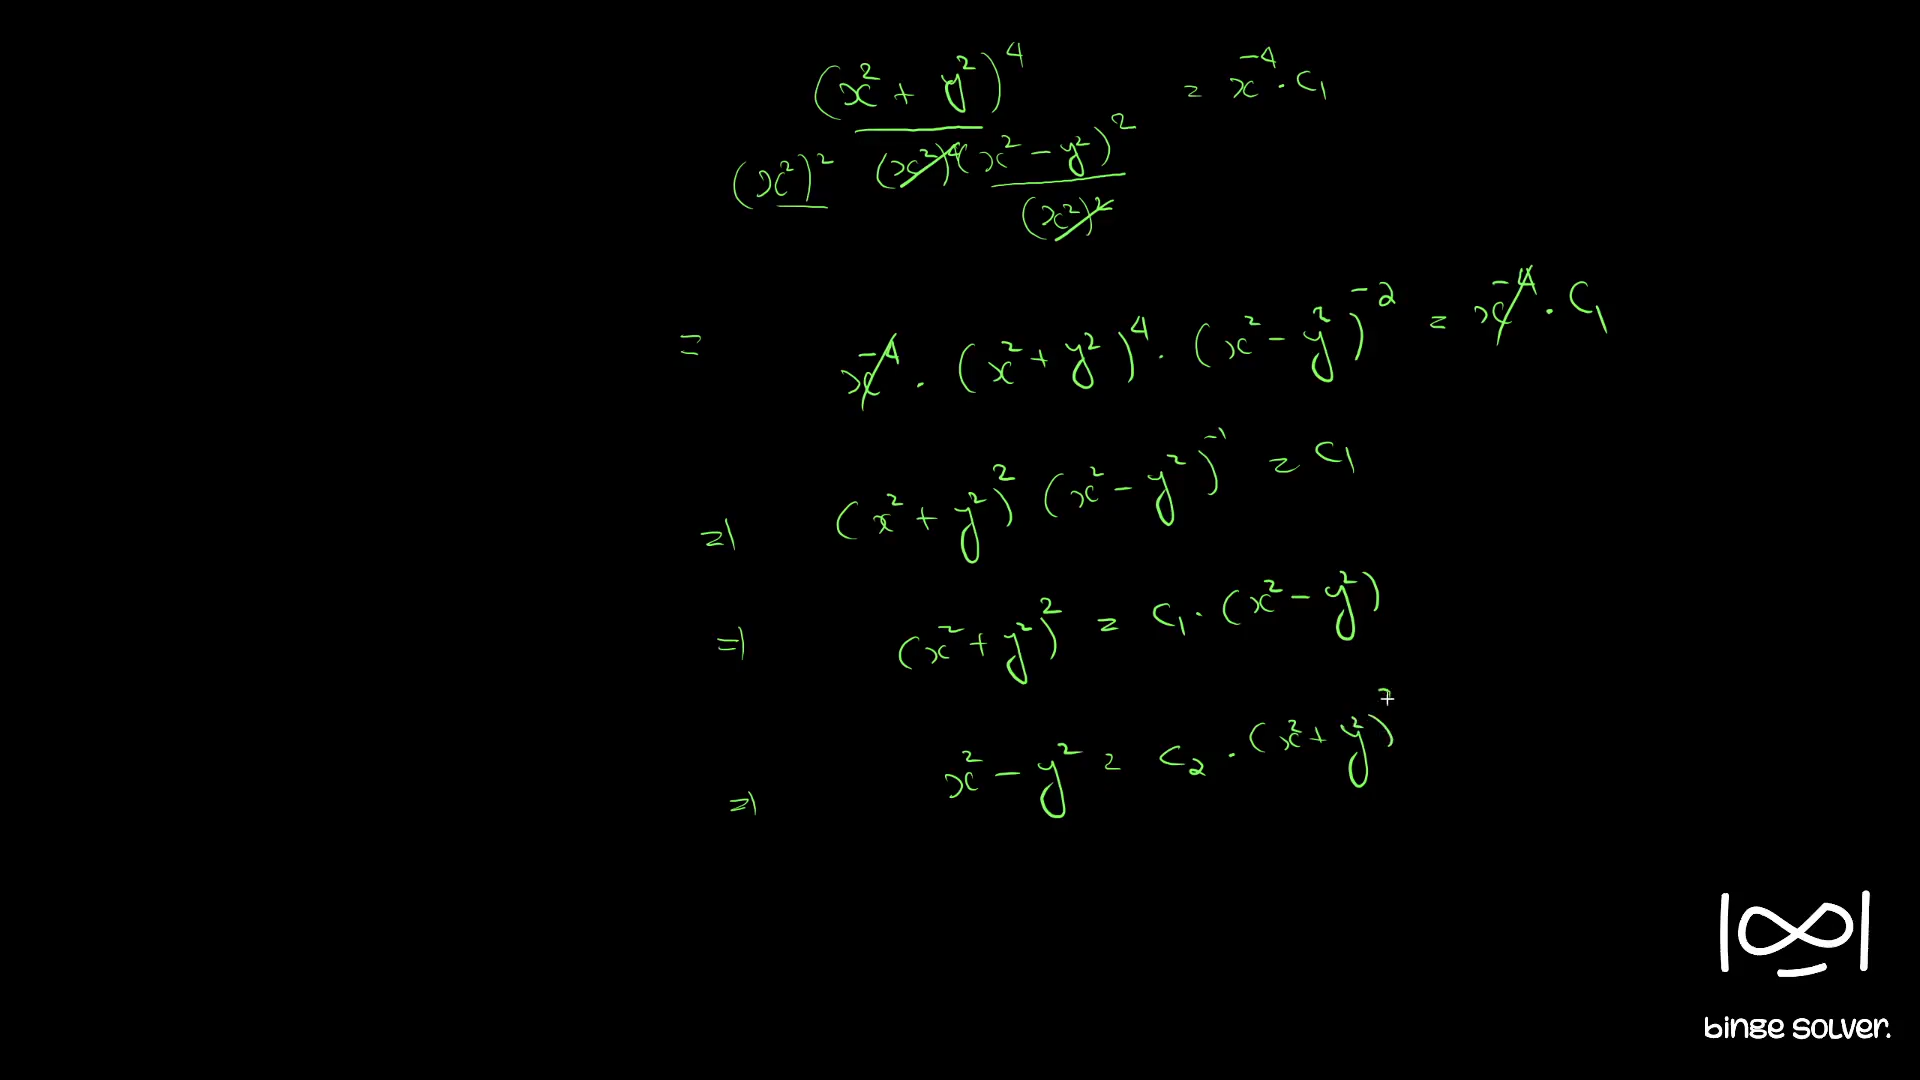 (x² + y²)⁴ / (x²)⁴ (x² - y²)² / (x²)² = x⁻⁴ · C₁
(x²)²
= x⁻⁴ · (x² + y²)⁴ · (x² - y²)⁻² = x⁻⁴ · C₁
⇒ (x² + y²)² (x² - y²)⁻¹ = C₁
⇒ (x² + y²)² = C₁ · (x² - y²)
⇒ x² - y² = C₂ · (x² + y²)
binge solver.